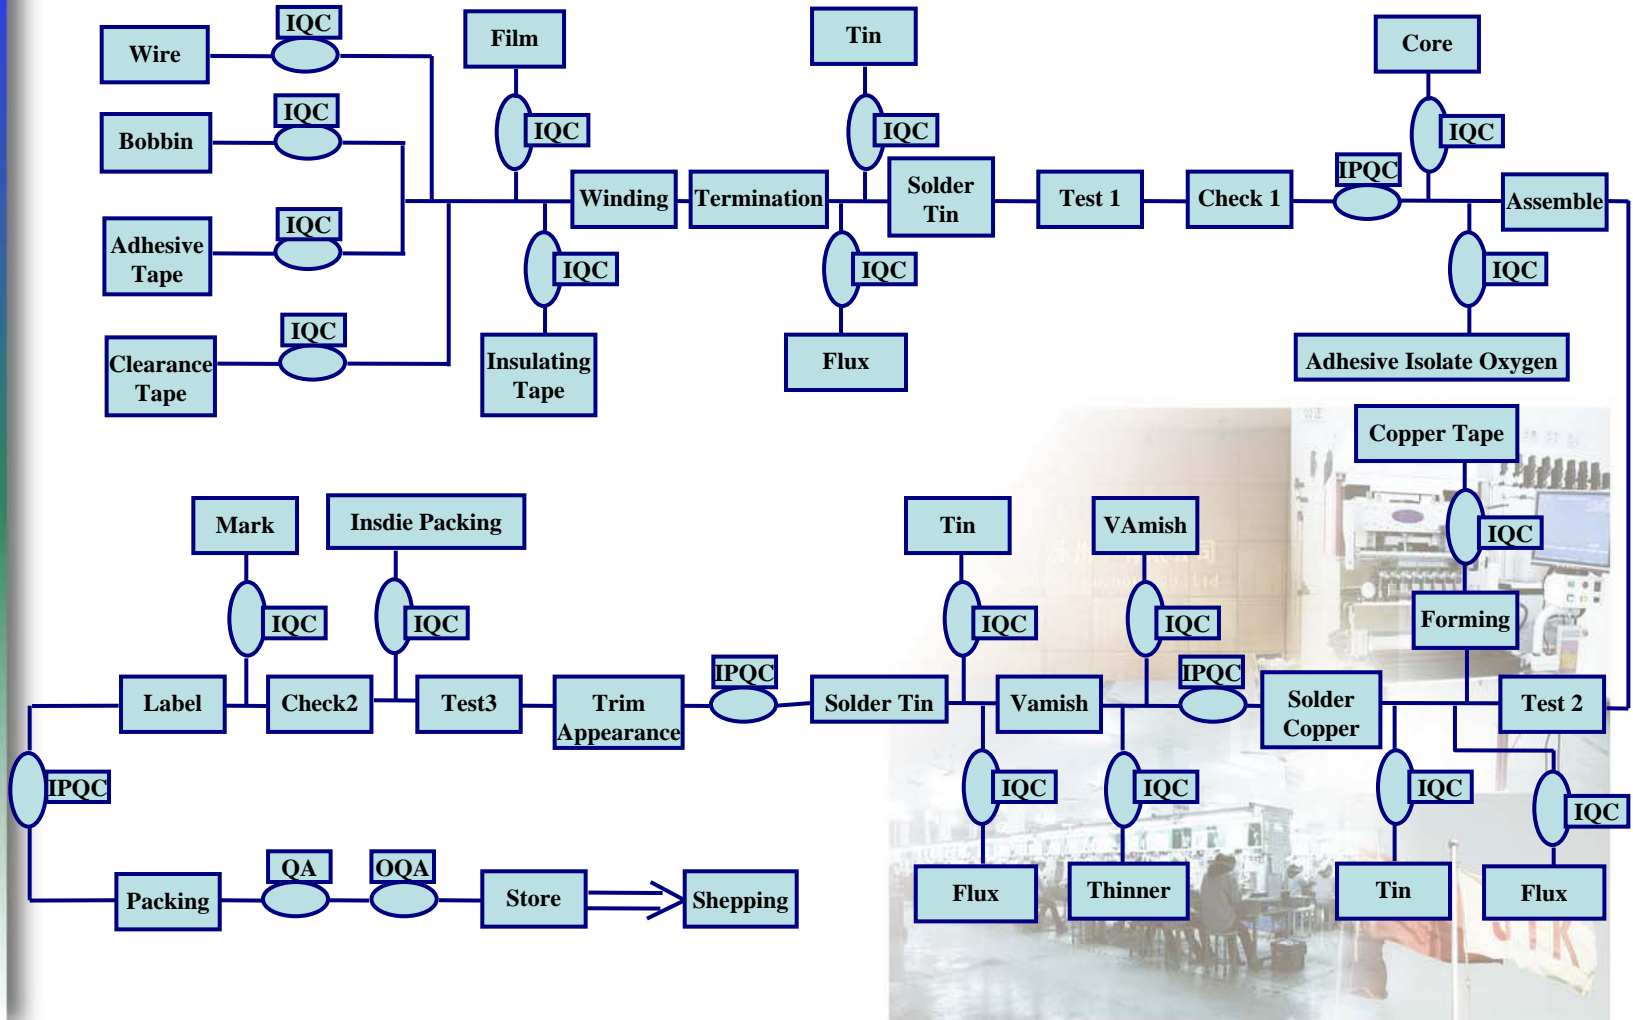 IQC
Wire
Film
Tin
Core
IQC
Bobbin
IQC
IQC
IQC
IPQC
Winding
Termination
Solder
Tin
Test 1
Check 1
Assemble
IQC
Adhesive
Tape
IQC
IQC
IQC
IQC
Clearance
Tape
Insulating
Tape
Flux
Adhesive Isolate Oxygen
Copper Tape
Mark
Insdie Packing
Tin
VAmish
IQC
IQC
IQC
IQC
IQC
Forming
IPQC
IPQC
Label
Check2
Test3
Trim
Appearance
Solder Tin
Vamish
Solder
Copper
Test 2
IPQC
IQC
IQC
IQC
IQC
QA
OQA
Packing
Store
Shepping
Flux
Thinner
Tin
Flux